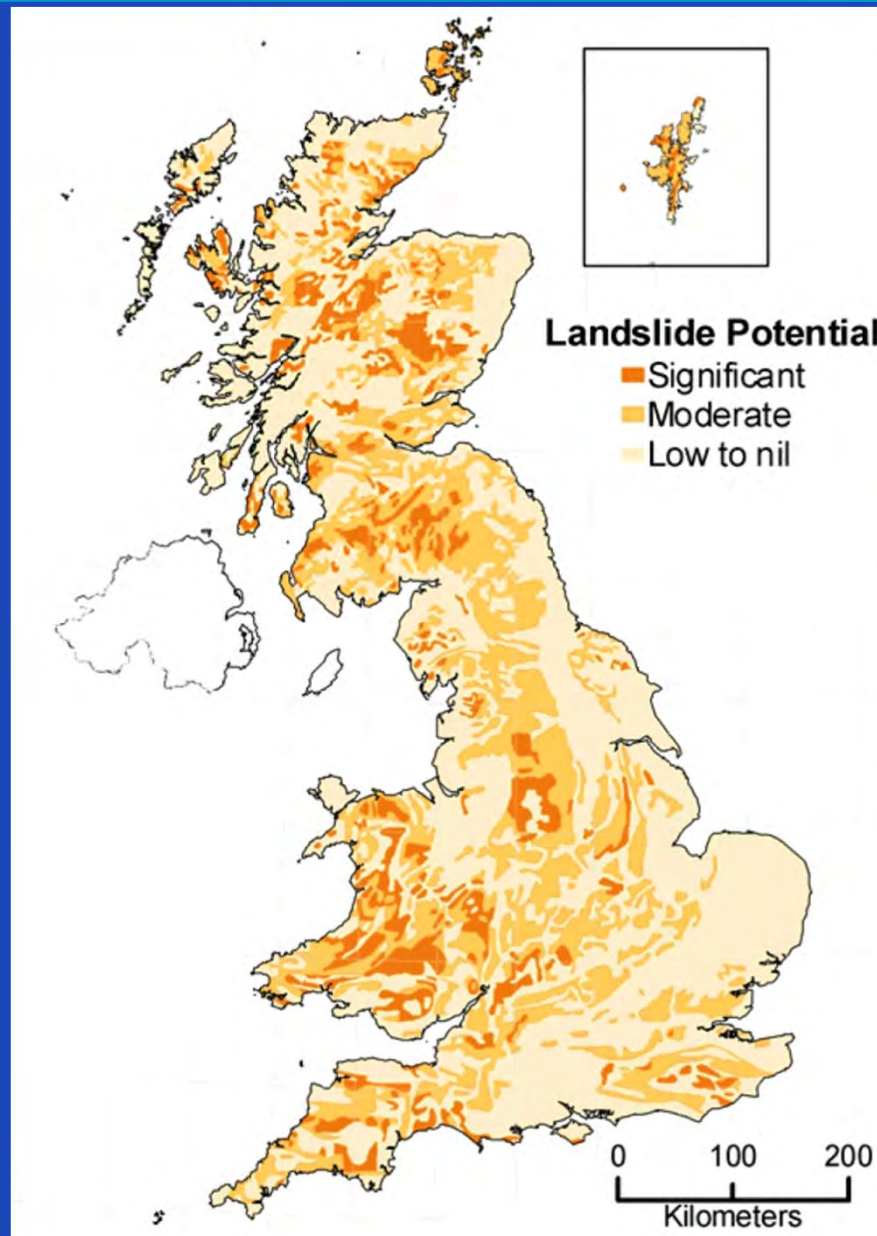 Landslide Potential
Significant
Moderate
Low to nil
0 100 200
Kilometers